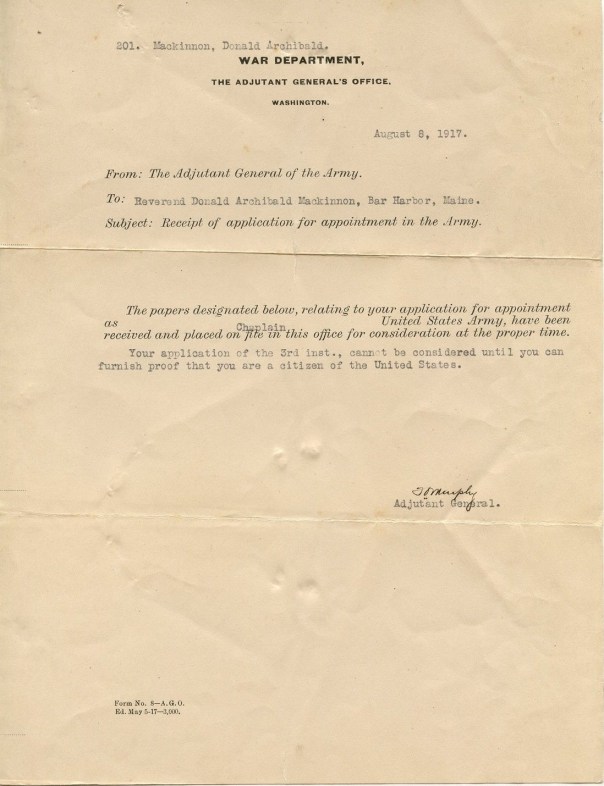 201. Mackinnon, Donald Archibald.
WAR DEPARTMENT,
THE ADJUTANT GENERAL'S OFFICE,
WASHINGTON.
August 8, 1917.
From: The Adjutant General of the Army.
To: Reverend Donald Archibald Mackinnon, Bar Harbor, Maine.
Subject: Receipt of application for appointment in the Army.
The papers designated below, relating to your application for appointment
as Chaplain United States Army, have been
received and placed on file in this office for consideration at the proper time.
Your application of the 3rd inst., cannot be considered until you can
furnish proof that you are a citizen of the United States.
Murphy
Adjutant General.
Form No. 8—A.G.O.
Ed. May 5-17—3,000.